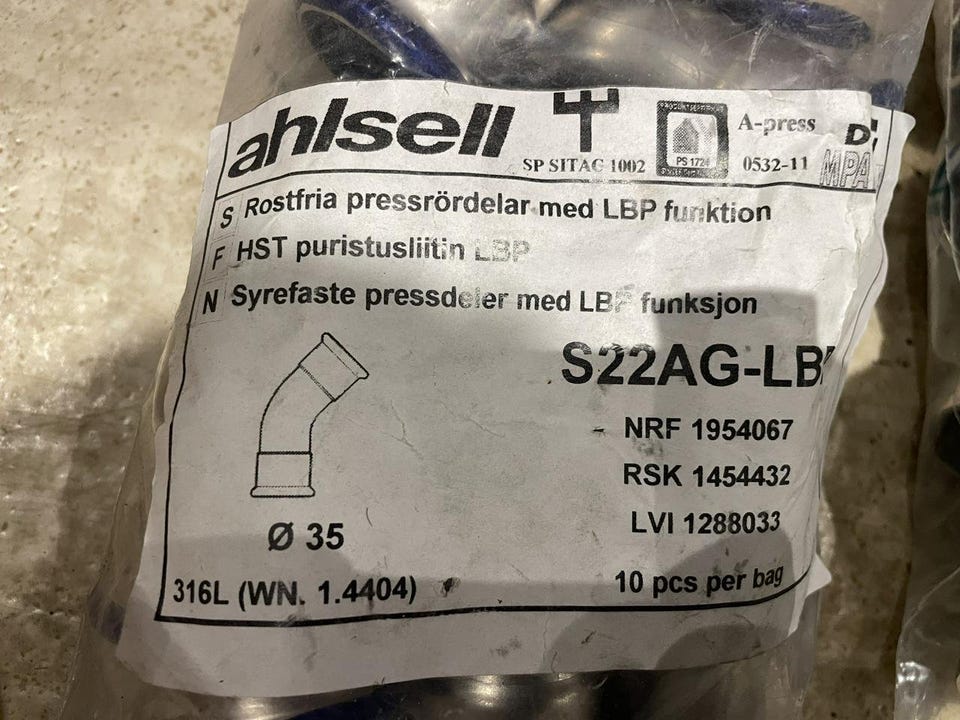 ahlsell
SP SITAC 1002
PS 1724
A-press
0532-11
MPA
S Rostfria pressrördelar med LBP funktion
F HST puristusliitin LBP
N Syrefaste pressdeler med LBP funksjon
S22AG-LBP
NRF 1954067
RSK 1454432
LVI 1288033
Ø 35
316L (WN. 1.4404)
10 pcs per bag